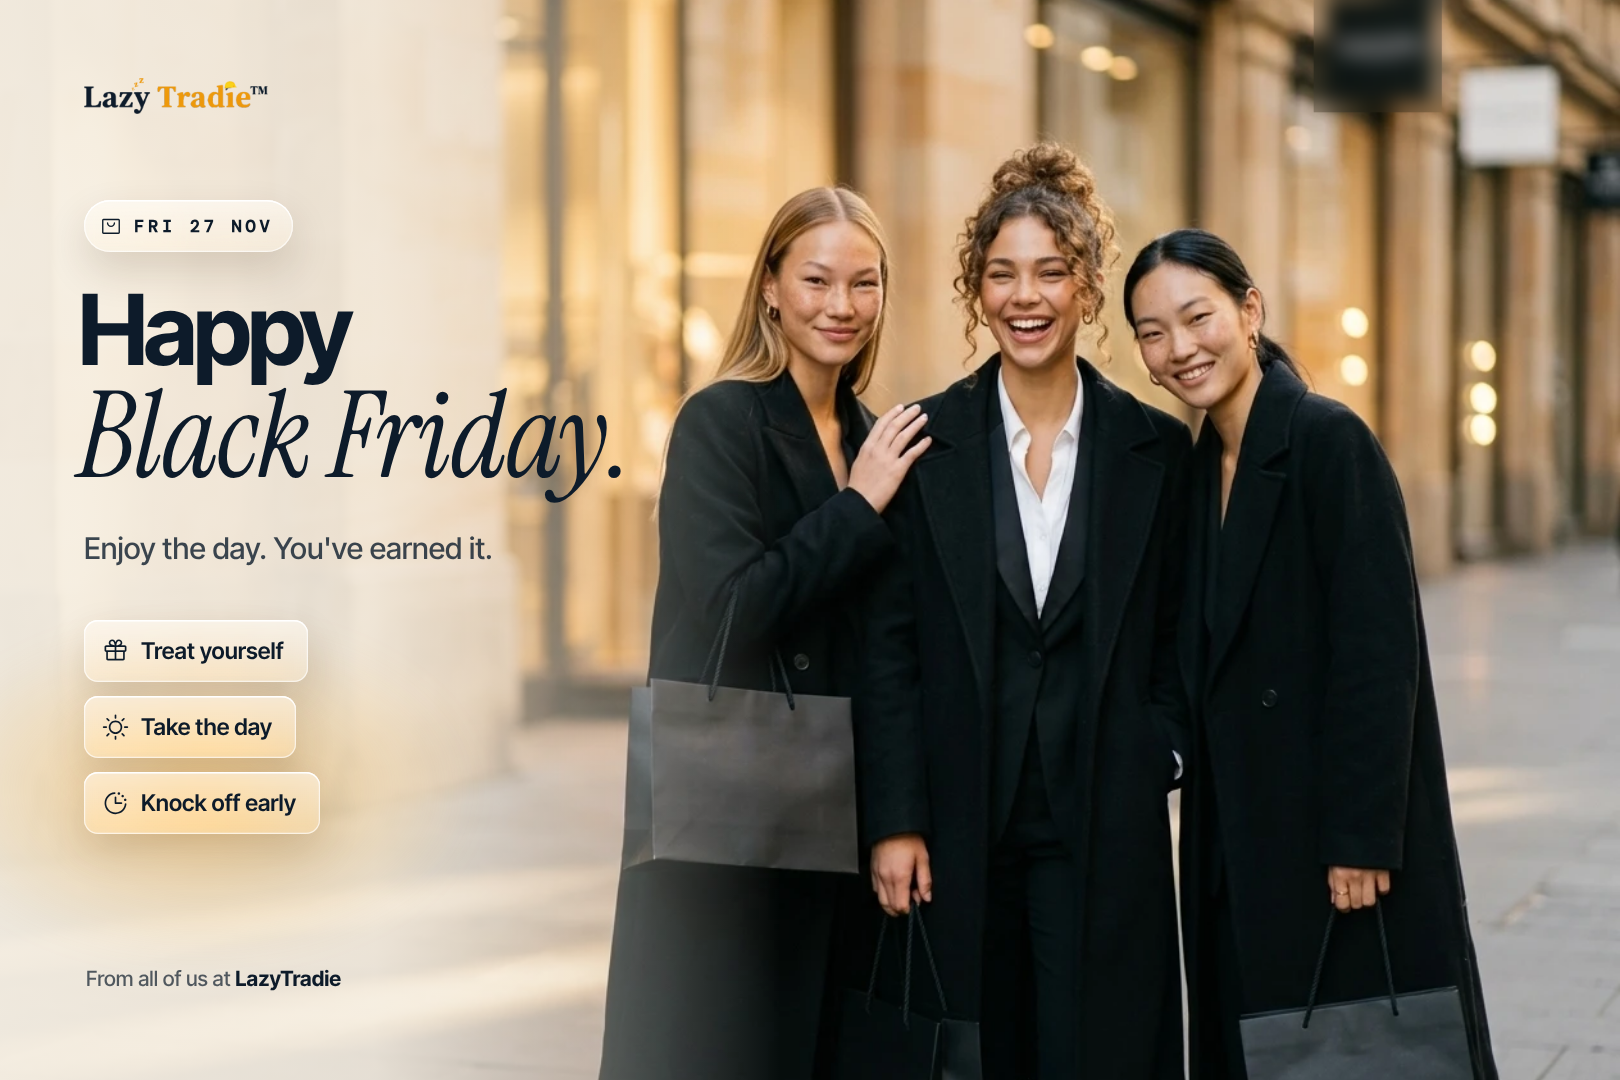 Lazy Tradie™
FRI 27 NOV
Happy
Black Friday.
Enjoy the day. You've earned it.
Treat yourself
Take the day
Knock off early
From all of us at LazyTradie